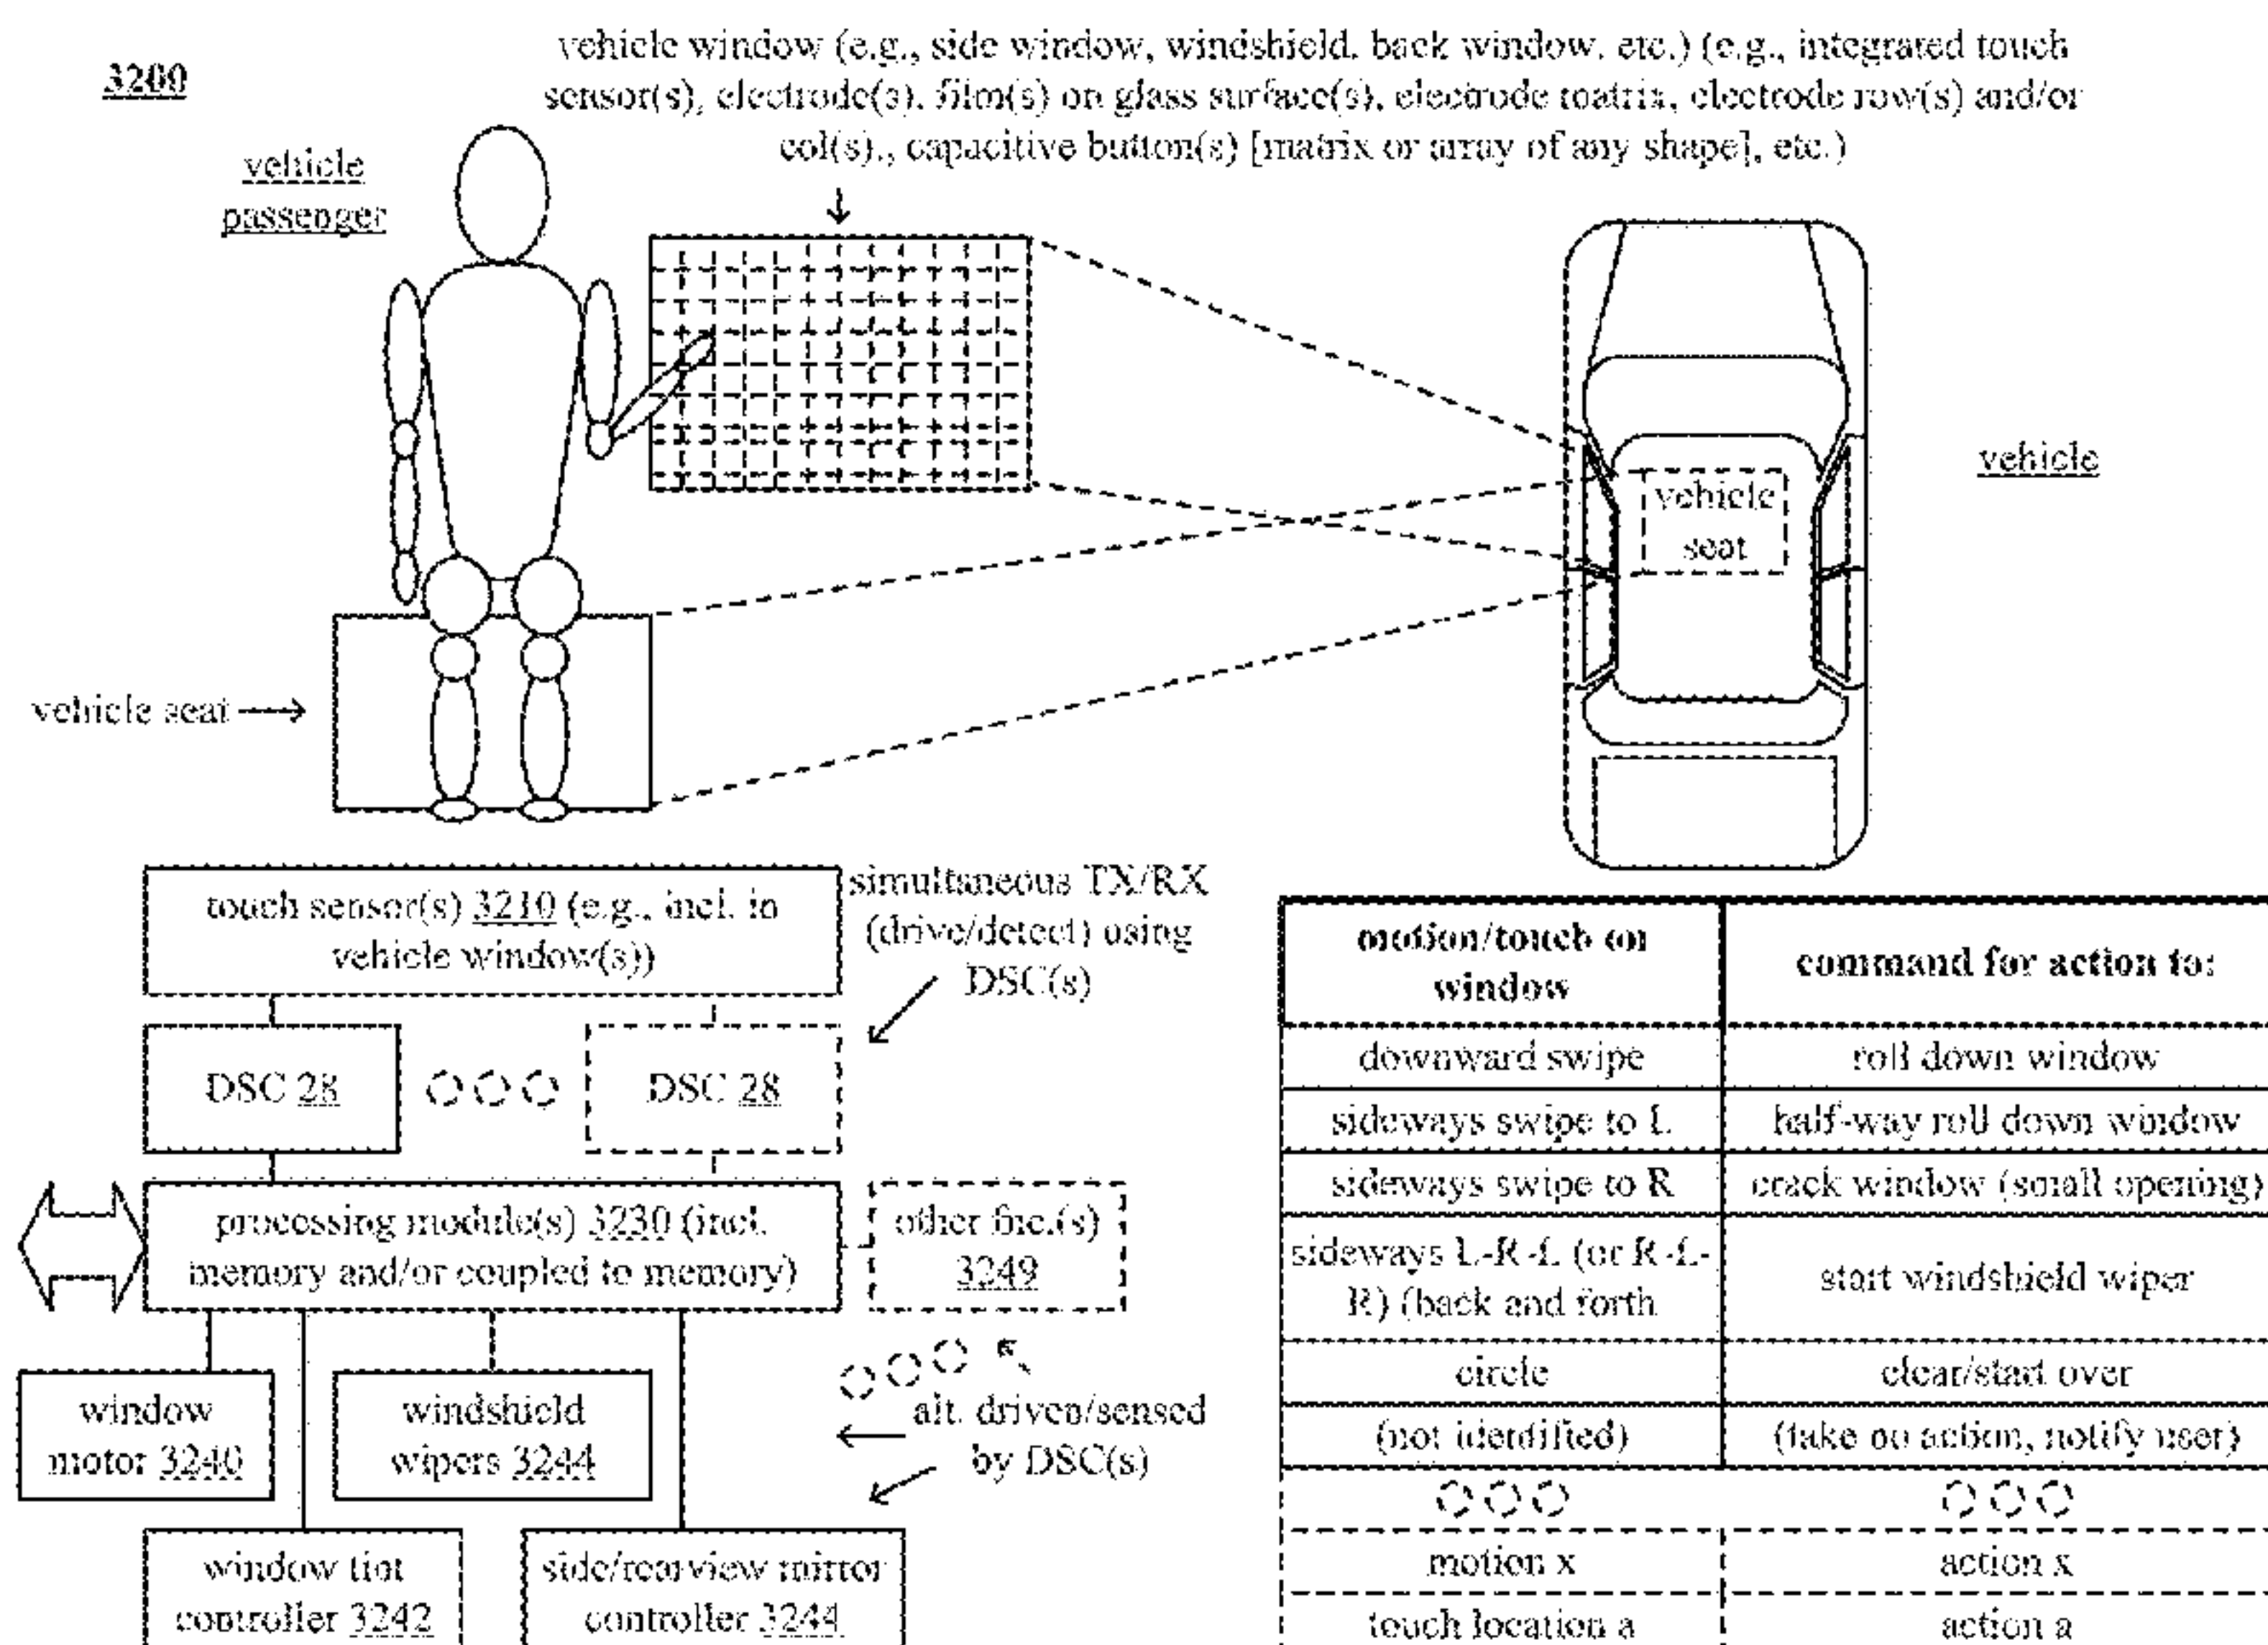 3200
vehicle window (e.g., side window, windshield, back window, etc.) (e.g., integrated touch
sensor(s), electrode(s), film(s) on glass surface(s), electrode matrix, electrode row(s) and/or
col(s)., capacitive button(s) [matrix or array of any shape], etc.)
vehicle
passenger
vehicle
vehicle
seat
vehicle seat
touch sensor(s) 3210 (e.g., incl. in
vehicle window(s))
simultaneous TX/RX
(drive/detect) using
DSC(s)
DSC 28
DSC 28
processing module(s) 3230 (incl.
memory and/or coupled to memory)
other fnc.(s)
3249
window
motor 3240
windshield
wipers 3244
alt. driven/sensed
by DSC(s)
window tint
controller 3242
side/rearview mirror
controller 3244
motion/touch on
window
command for action to:
downward swipe
roll down window
sideways swipe to L
half-way roll down window
sideways swipe to R
crack window (small opening)
sideways L-R-L (or R-L-
R) (back and forth
start windshield wiper
circle
clear/start over
(not identified)
(take no action, notify user)
motion x
action x
touch location a
action a